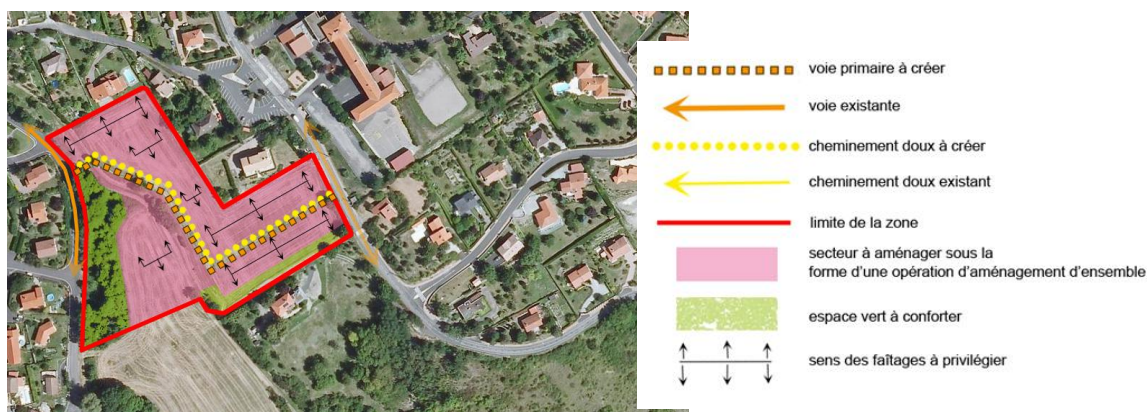 voie primaire à créer
voie existante
cheminement doux à créer
cheminement doux existant
limite de la zone
secteur à aménager sous la
forme d'une opération d'aménagement d'ensemble
espace vert à conforter
sens des faîtages à privilégier